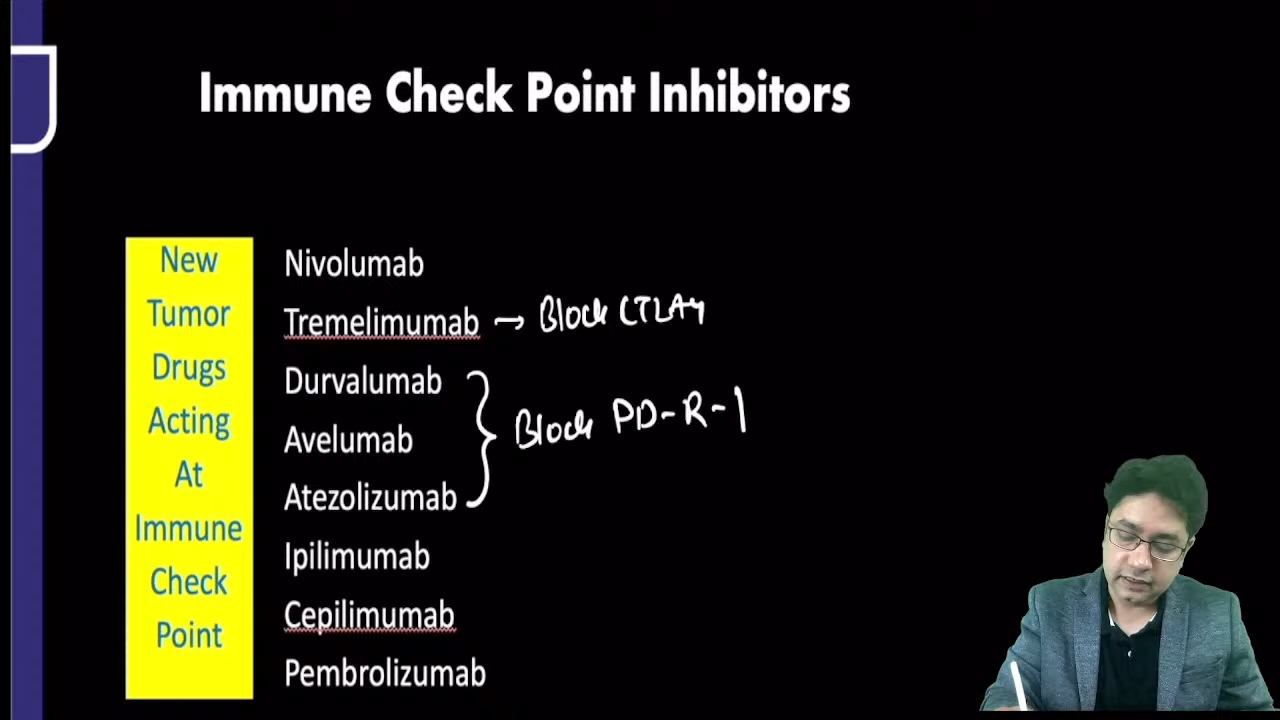 Immune Check Point Inhibitors
New
Tumor
Drugs
Acting
At
Immune
Check
Point
Nivolumab
Tremelimumab → Block CTLA4
Durvalumab
Avelumab
Atezolizumab
} Block PD-R-1
Ipilimumab
Cepilimumab
Pembrolizumab